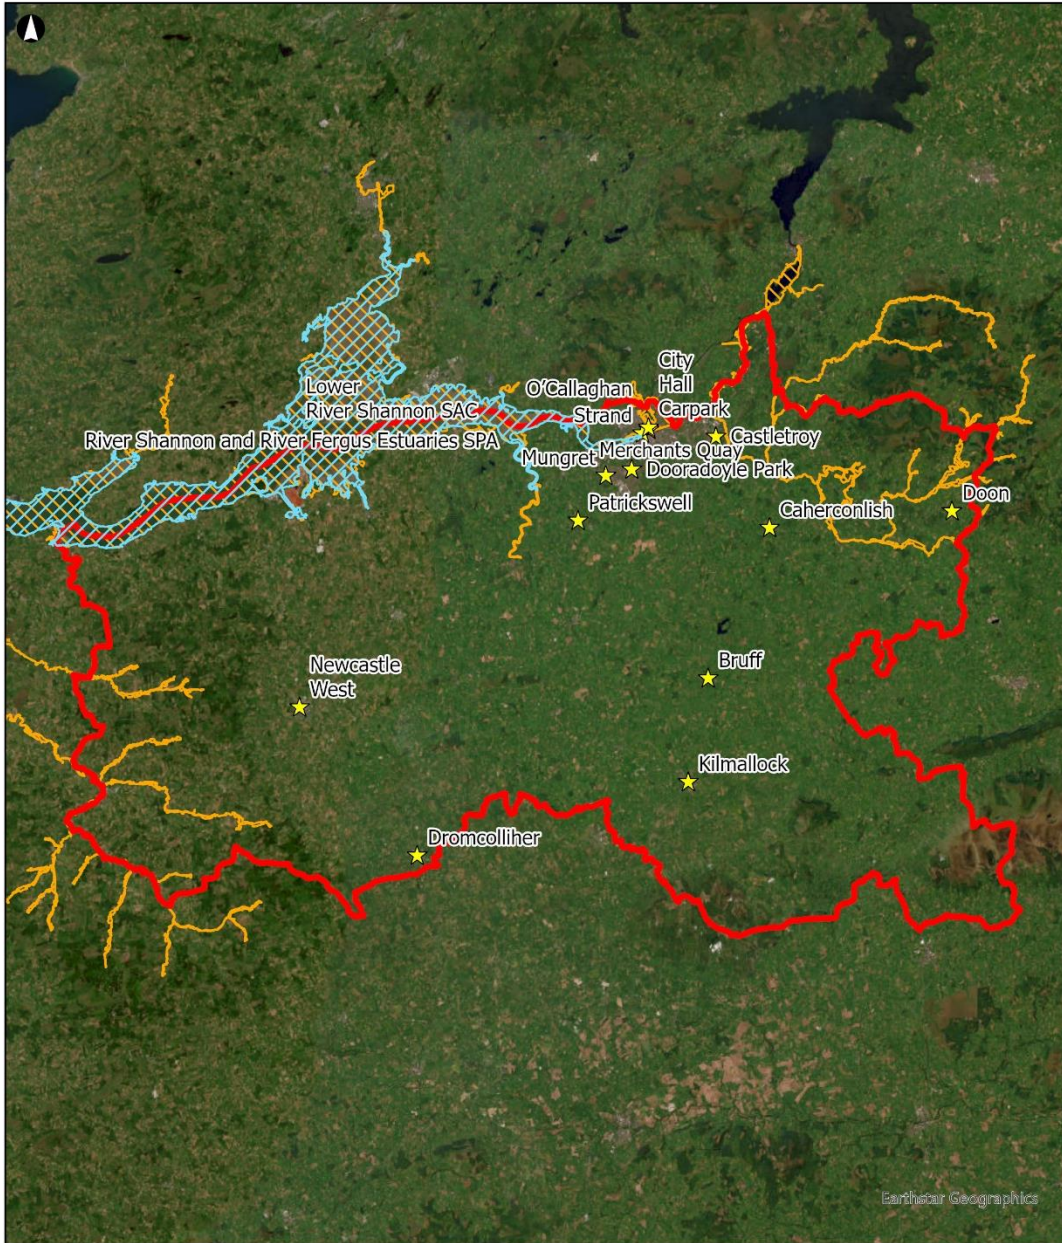 City
Hall
Carpark
O'Callaghan
Strand
Lower
River Shannon SAC
River Shannon and River Fergus Estuaries SPA
Castletroy
Merchants Quay
Mungret
Dooradoyle Park
Patrickswell
Caherconlish
Doon
Newcastle
West
Bruff
Kilmallock
Dromcolliher
Earthstar Geographics